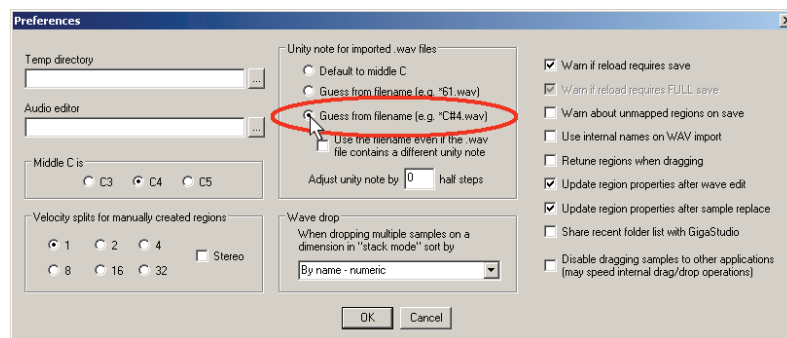 Preferences
Temp directory
...
Audio editor
...
Middle C is
C3 C4 C5
Velocity splits for manually created regions
1 2 4
Stereo
8 16 32
Unity note for imported .wav files
Default to middle C
Guess from filename (e.g. *61.wav)
Guess from filename (e.g. *C#4.wav)
Use the filename even if the .wav
file contains a different unity note
Adjust unity note by 0 half steps
Wave drop
When dropping multiple samples on a
dimension in "stack mode" sort by
By name - numeric
Warn if reload requires save
Warn if reload requires FULL save
Warn about unmapped regions on save
Use internal names on WAV import
Retune regions when dragging
Update region properties after wave edit
Update region properties after sample replace
Share recent folder list with GigaStudio
Disable dragging samples to other applications
(may speed internal drag/drop operations)
OK Cancel